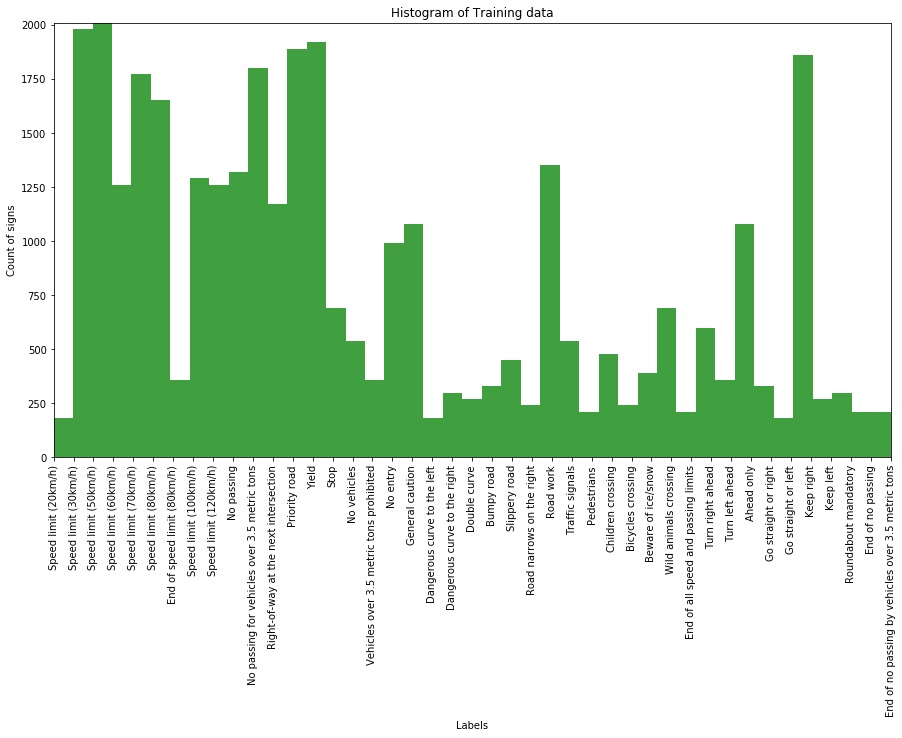 Histogram of Training data
2000
1750
1500
1250
1000
750
500
250
0
Count of signs
Speed limit (20km/h)
Speed limit (30km/h)
Speed limit (50km/h)
Speed limit (60km/h)
Speed limit (70km/h)
Speed limit (80km/h)
End of speed limit (80km/h)
Speed limit (100km/h)
Speed limit (120km/h)
No passing
No passing for vehicles over 3.5 metric tons
Right-of-way at the next intersection
Priority road
Yield
Stop
No vehicles
Vehicles over 3.5 metric tons prohibited
No entry
General caution
Dangerous curve to the left
Dangerous curve to the right
Double curve
Bumpy road
Slippery road
Road narrows on the right
Road work
Traffic signals
Pedestrians
Children crossing
Bicycles crossing
Beware of ice/snow
Wild animals crossing
End of all speed and passing limits
Turn right ahead
Turn left ahead
Ahead only
Go straight or right
Go straight or left
Keep right
Keep left
Roundabout mandatory
End of no passing
End of no passing by vehicles over 3.5 metric tons
Labels